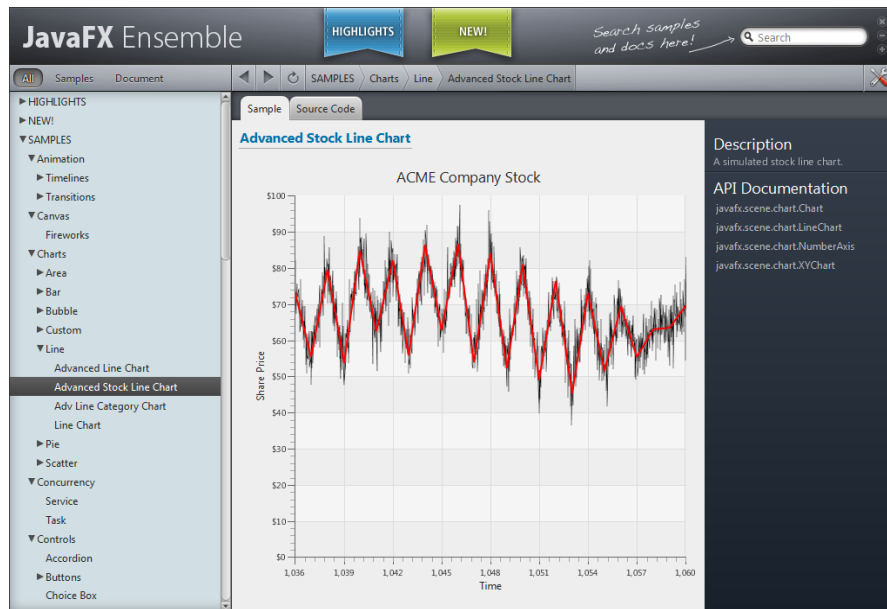 JavaFX Ensemble
HIGHLIGHTS
NEW!
Search samples
and docs here!
Search
All
Samples
Document
SAMPLES
Charts
Line
Advanced Stock Line Chart
HIGHLIGHTS
NEW!
SAMPLES
Animation
Timelines
Transitions
Canvas
Fireworks
Charts
Area
Bar
Bubble
Custom
Line
Advanced Line Chart
Advanced Stock Line Chart
Adv Line Category Chart
Line Chart
Pie
Scatter
Concurrency
Service
Task
Controls
Accordion
Buttons
Choice Box
Sample
Source Code
Advanced Stock Line Chart
ACME Company Stock
Share Price
$100
$90
$80
$70
$60
$50
$40
$30
$20
$10
$0
1,036
1,039
1,042
1,045
1,048
1,051
1,054
1,057
1,060
Time
Description
A simulated stock line chart.
API Documentation
javafx.scene.chart.Chart
javafx.scene.chart.LineChart
javafx.scene.chart.NumberAxis
javafx.scene.chart.XYChart